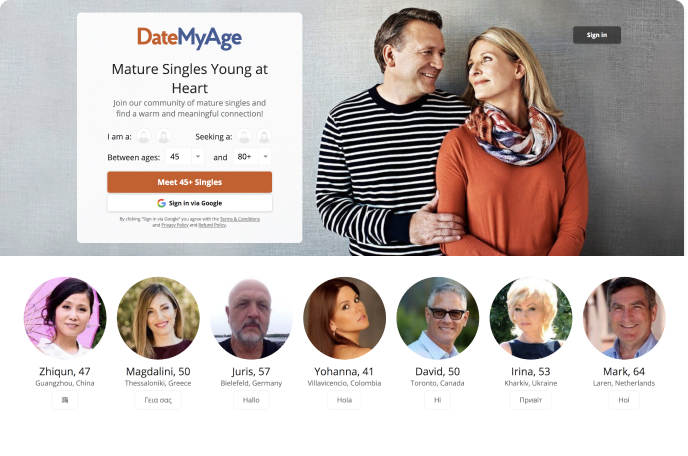 DateMyAge
Sign in
Mature Singles Young at
Heart
Join our community of mature singles and
find a warm and meaningful connection!
I am a:
Seeking a:
Between ages:
45
and
80+
Meet 45+ Singles
Sign in via Google
By clicking "Sign in via Google" you agree with the Terms & Conditions
and Privacy Policy and Refund Policy.
Zhiqun, 47
Guangzhou, China
Magdalini, 50
Thessaloniki, Greece
Γεια σας
Juris, 57
Bielefeld, Germany
Hallo
Yohanna, 41
Villavicencio, Colombia
Hola
David, 50
Toronto, Canada
Hi
Irina, 53
Kharkiv, Ukraine
Привіт
Mark, 64
Laren, Netherlands
Hoi